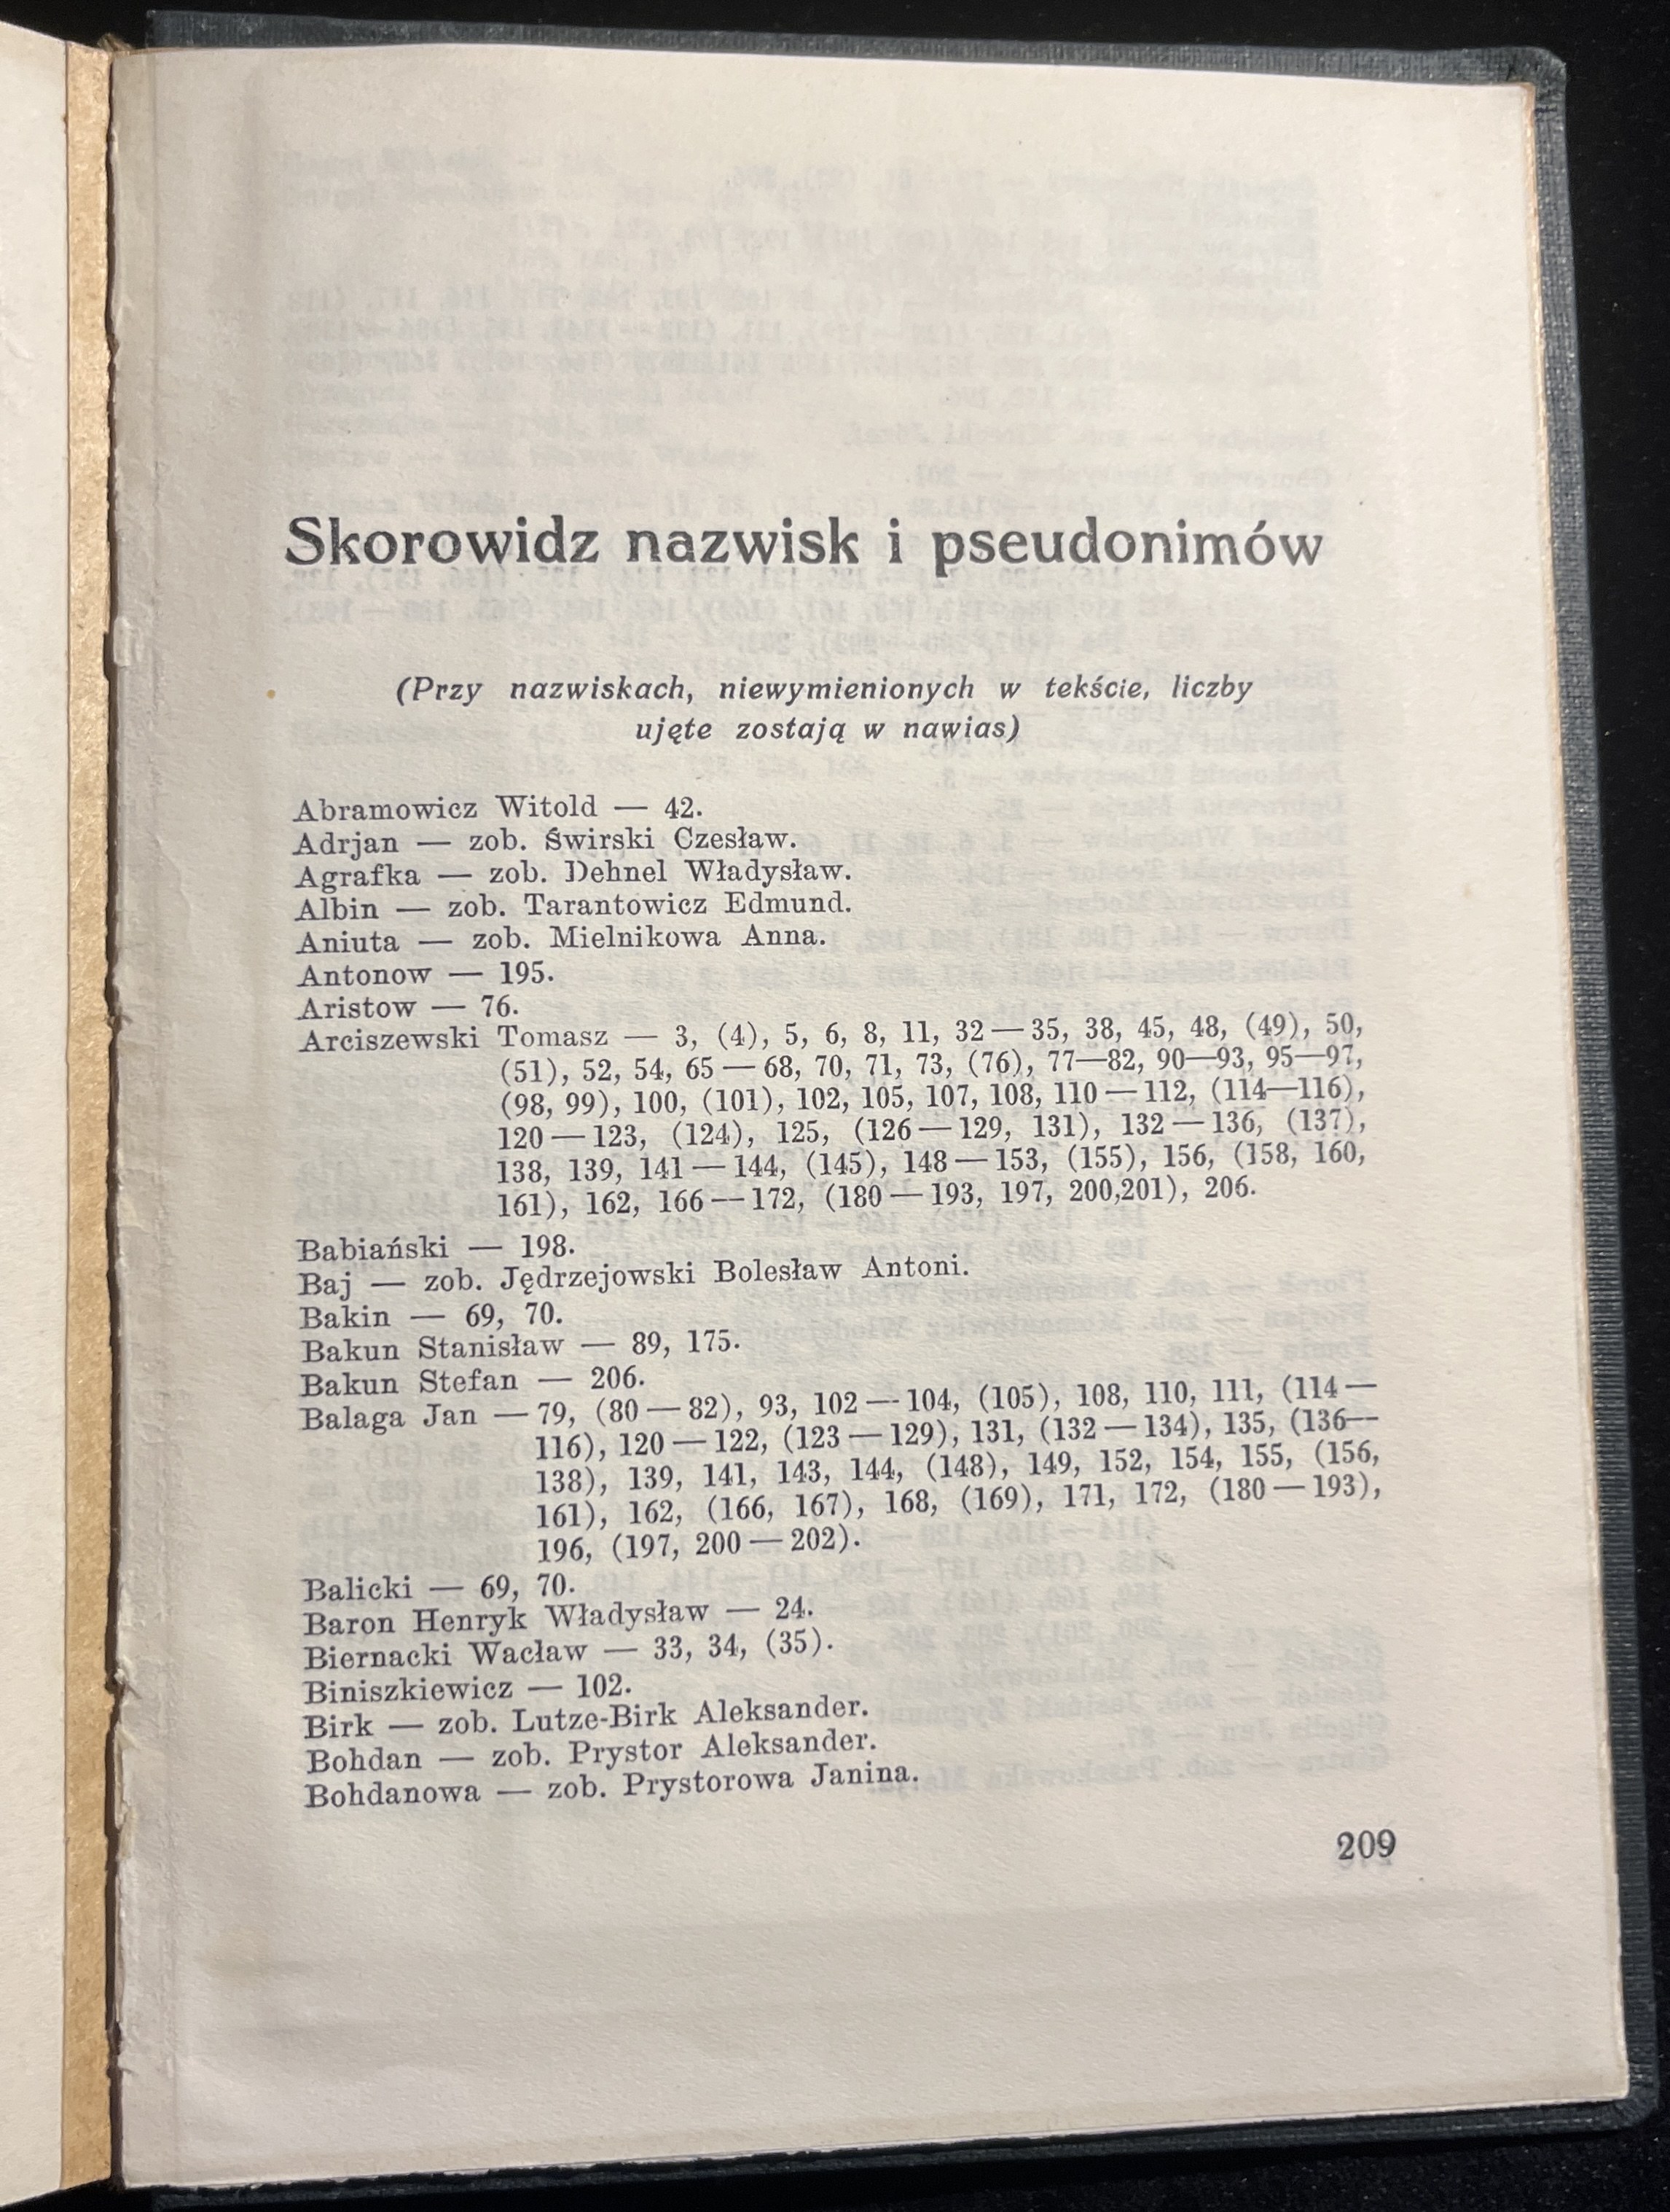 Skorowidz nazwisk i pseudonimów
(Przy nazwiskach, niewymienionych w tekście, liczby
ujęte zostają w nawias)
Abramowicz Witold — 42.
Adrjan — zob. Świrski Czesław.
Agrafka — zob. Dehnel Władysław.
Albin — zob. Tarantowicz Edmund.
Aniuta — zob. Mielnikowa Anna.
Antonow — 195.
Aristow — 76.
Arciszewski Tomasz — 3, (4), 5, 6, 8, 11, 32—35, 38, 45, 48, (49), 50,
(51), 52, 54, 65—68, 70, 71, 73, (76), 77—82, 90—93, 95—97,
(98, 99), 100, (101), 102, 105, 107, 108, 110—112, (114—116),
120—123, (124), 125, (126—129, 131), 132—136, (137),
138, 139, 141—144, (145), 148—153, (155), 156, (158, 160,
161), 162, 166—172, (180—193, 197, 200,201), 206.
Babiański — 198.
Baj — zob. Jędrzejowski Bolesław Antoni.
Bakin — 69, 70.
Bakun Stanisław — 89, 175.
Bakun Stefan — 206.
Balaga Jan — 79, (80—82), 93, 102—104, (105), 108, 110, 111, (114—
116), 120—122, (123—129), 131, (132—134), 135, (136—
138), 139, 141, 143, 144, (148), 149, 152, 154, 155, (156,
161), 162, (166, 167), 168, (169), 171, 172, (180—193),
196, (197, 200—202).
Balicki — 69, 70.
Baron Henryk Władysław — 24.
Biernacki Wacław — 33, 34, (35).
Biniszkiewicz — 102.
Birk — zob. Lutze-Birk Aleksander.
Bohdan — zob. Prystor Aleksander.
Bohdanowa — zob. Prystorowa Janina.
209